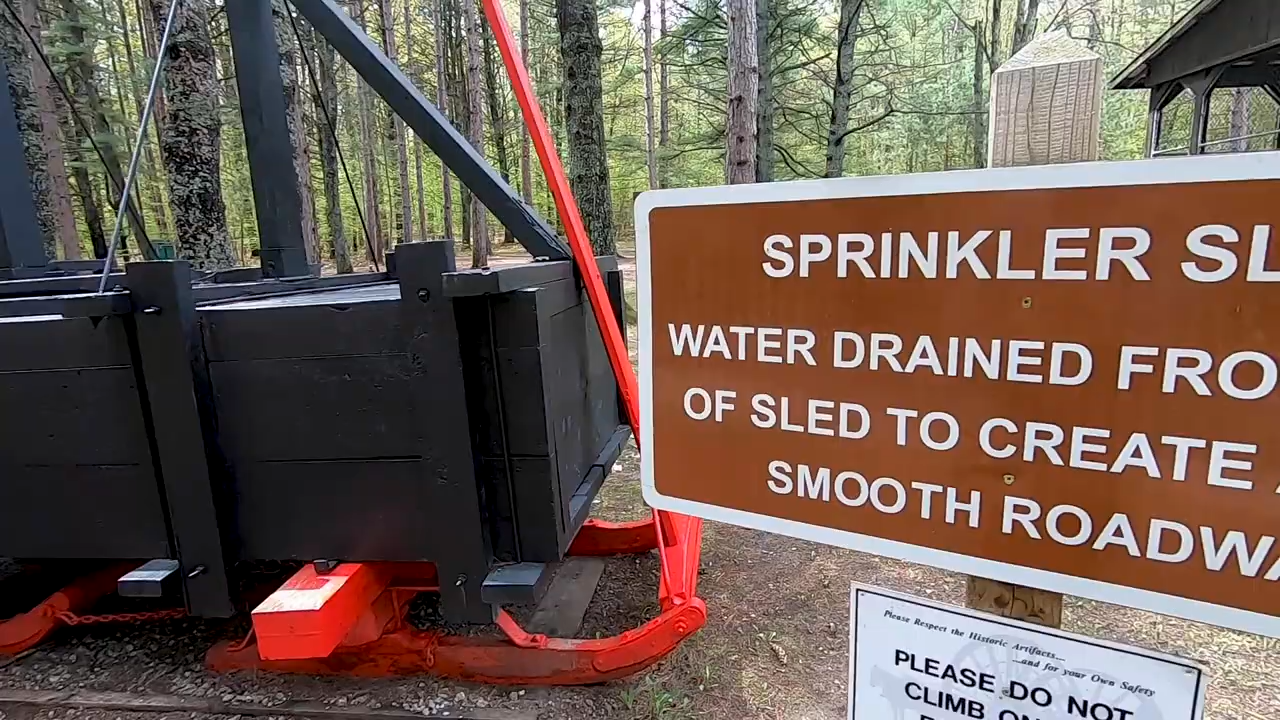 SPRINKLER SL
WATER DRAINED FRO
OF SLED TO CREATE
SMOOTH ROADWA
Please Respect the Historic Artifacts...
...and for your Own Safety
PLEASE DO NOT
CLIMB ON